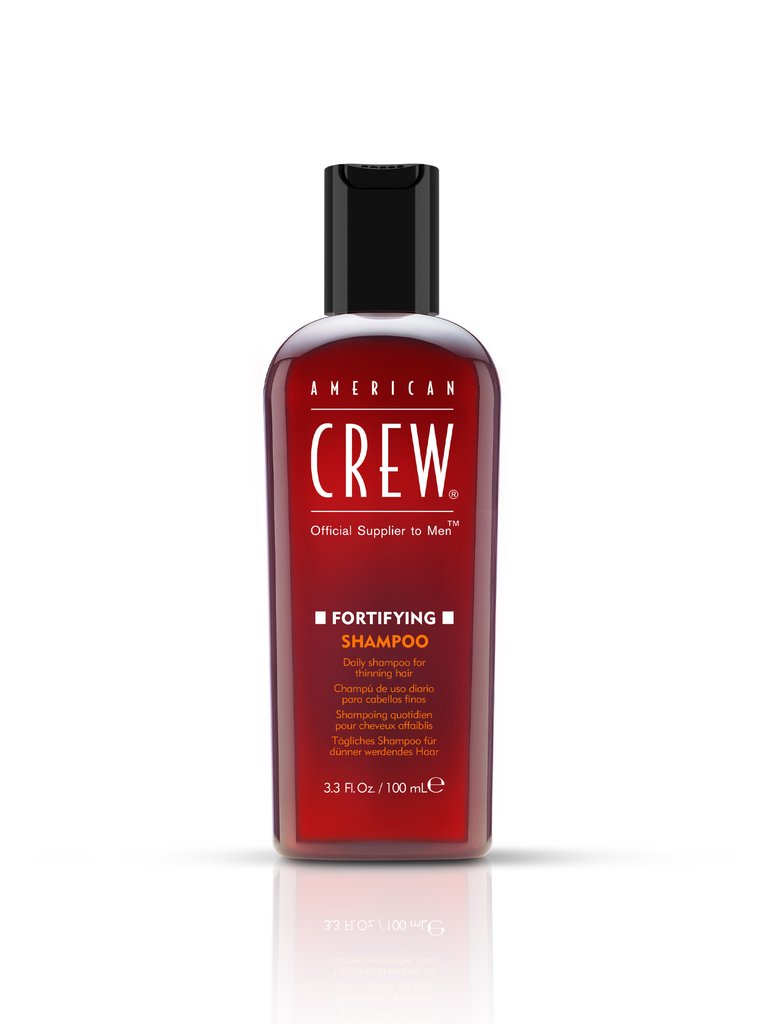 AMERICAN
CREW®
Official Supplier to Men™
FORTIFYING
SHAMPOO
Daily shampoo for
thinning hair
Champú de uso diario
para cabellos finos
Shampoing quotidien
pour cheveux affaiblis
Tägliches Shampoo für
dünner werdendes Haar
3.3 Fl. Oz. / 100 mL ℮